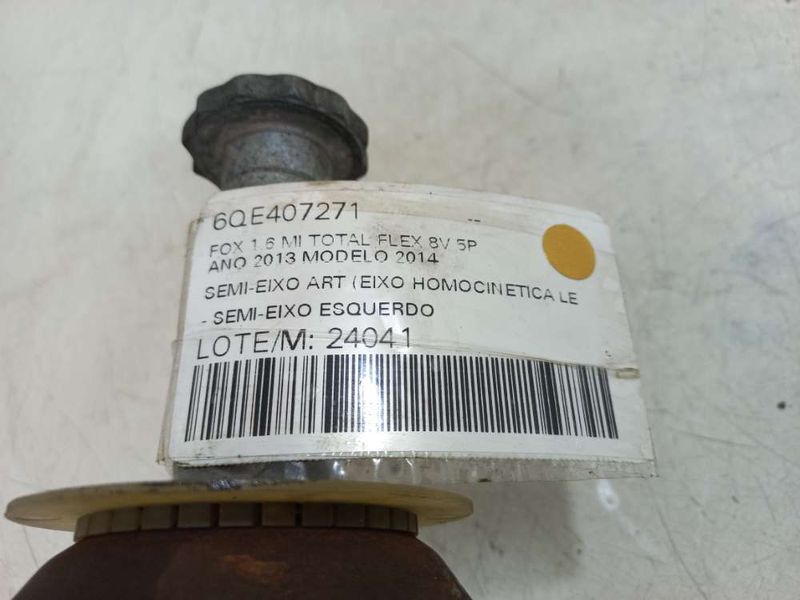 6QE407271 --
FOX 1.6 MI TOTAL FLEX 8V 5P
ANO 2013 MODELO 2014
SEMI-EIXO ART (EIXO HOMOCINETICA LE
- SEMI-EIXO ESQUERDO
LOTE/M: 24041